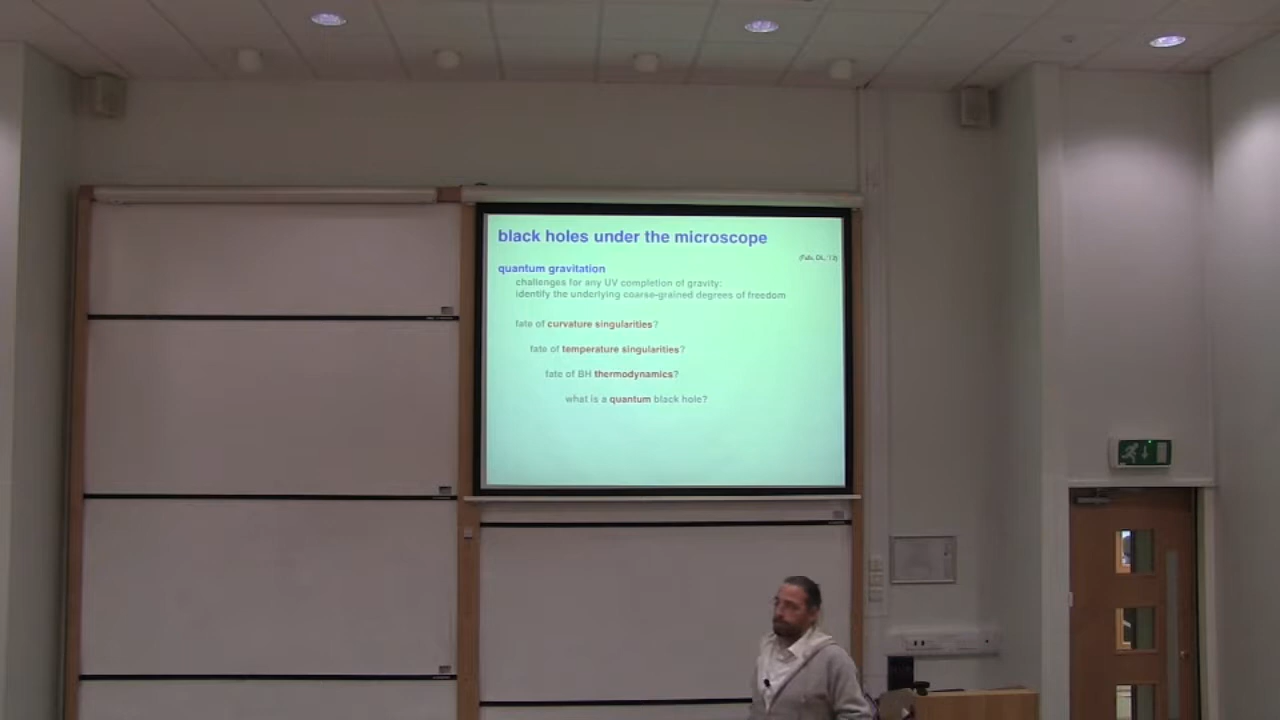 black holes under the microscope
(Falls, DL, '12)
quantum gravitation
challenges for any UV completion of gravity:
identify the underlying coarse-grained degrees of freedom
fate of curvature singularities?
fate of temperature singularities?
fate of BH thermodynamics?
what is a quantum black hole?